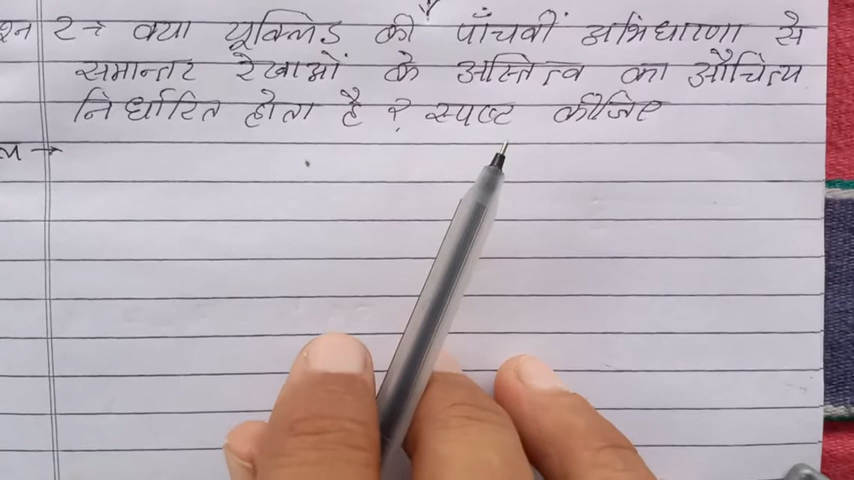 श्न 2→ क्या यूक्लिड की पाँचवीं अभिधारणा से
समान्तर रेखाओं के अस्तित्व का औचित्य
निर्धारित होता है ? स्पष्ट कीजिए
ल →